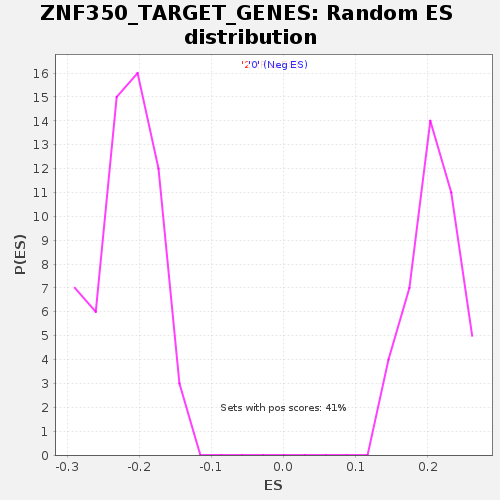 ZNF350_TARGET_GENES: Random ES
distribution
(Neg ES)
16
15
14
13
12
11
10
9
8
7
6
5
4
3
2
1
0
P(ES)
Sets with pos scores: 41%
-0.3 -0.2 -0.1 0.0 0.1 0.2
ES